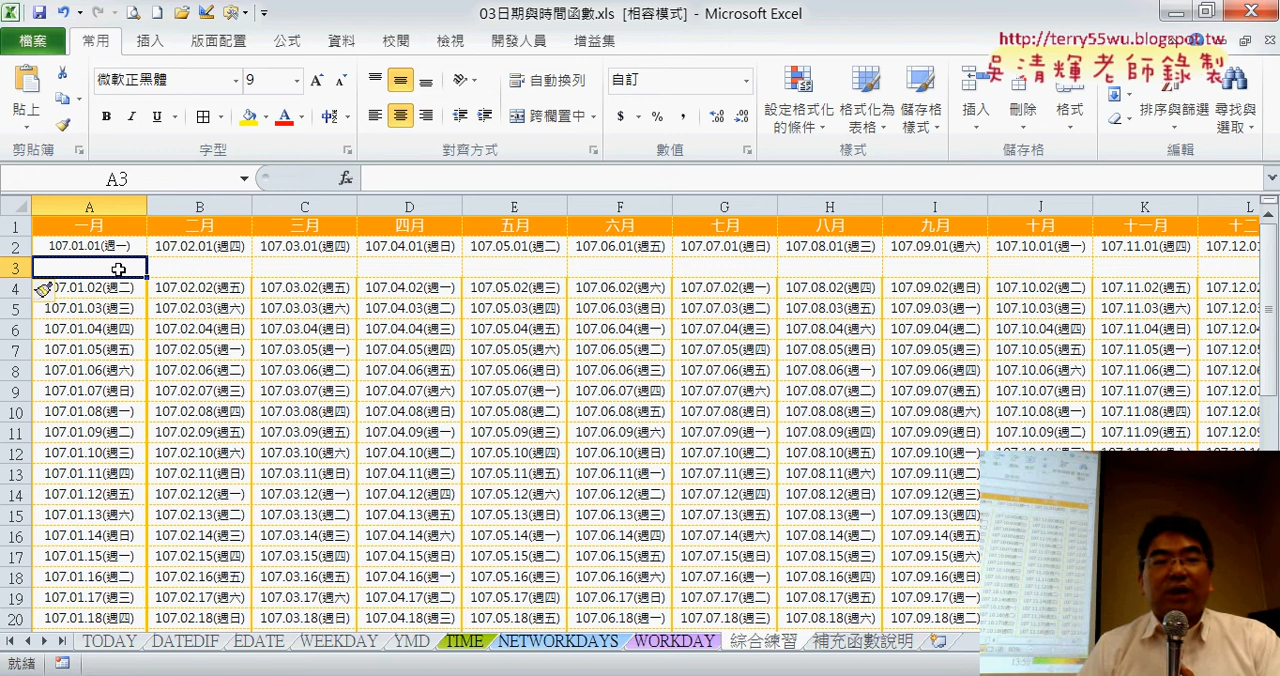 03日期與時間函數.xls [相容模式] - Microsoft Excel
檔案 常用 插入 版面配置 公式 資料 校閱 檢視 開發人員 增益集
http://terry55wu.blogspot.tw
吳清輝老師錄製
微軟正黑體 9 自動換列 自訂
貼上 B I U 跨欄置中 $ % , 設定格式化的條件 格式化為表格 儲存格樣式 插入 刪除 格式 排序與篩選 尋找與選取
剪貼簿 字型 對齊方式 數值 樣式 儲存格 編輯
A3 fx
A B C D E F G H I J K L
1 一月 二月 三月 四月 五月 六月 七月 八月 九月 十月 十一月 十二
2 107.01.01(週一) 107.02.01(週四) 107.03.01(週四) 107.04.01(週日) 107.05.01(週二) 107.06.01(週五) 107.07.01(週日) 107.08.01(週三) 107.09.01(週六) 107.10.01(週一) 107.11.01(週四) 107.12.0
3
4 07.01.02(週二) 107.02.02(週五) 107.03.02(週五) 107.04.02(週一) 107.05.02(週三) 107.06.02(週六) 107.07.02(週一) 107.08.02(週四) 107.09.02(週日) 107.10.02(週二) 107.11.02(週五) 107.12.02
5 107.01.03(週三) 107.02.03(週六) 107.03.03(週六) 107.04.03(週二) 107.05.03(週四) 107.06.03(週日) 107.07.03(週二) 107.08.03(週五) 107.09.03(週一) 107.10.03(週三) 107.11.03(週六) 107.12.03
6 107.01.04(週四) 107.02.04(週日) 107.03.04(週日) 107.04.04(週三) 107.05.04(週五) 107.06.04(週一) 107.07.04(週三) 107.08.04(週六) 107.09.04(週二) 107.10.04(週四) 107.11.04(週日) 107.12.04
7 107.01.05(週五) 107.02.05(週一) 107.03.05(週一) 107.04.05(週四) 107.05.05(週六) 107.06.05(週二) 107.07.05(週四) 107.08.05(週日) 107.09.05(週三) 107.10.05(週五) 107.11.05(週一) 107.12.05
8 107.01.06(週六) 107.02.06(週二) 107.03.06(週二) 107.04.06(週五) 107.05.06(週日) 107.06.06(週三) 107.07.06(週五) 107.08.06(週一) 107.09.06(週四) 107.10.06(週六) 107.11.06(週二) 107.12.06
9 107.01.07(週日) 107.02.07(週三) 107.03.07(週三) 107.04.07(週六) 107.05.07(週一) 107.06.07(週四) 107.07.07(週六) 107.08.07(週二) 107.09.07(週五) 107.10.07(週日) 107.11.07(週三) 107.12.07
10 107.01.08(週一) 107.02.08(週四) 107.03.08(週四) 107.04.08(週日) 107.05.08(週二) 107.06.08(週五) 107.07.08(週日) 107.08.08(週三) 107.09.08(週六) 107.10.08(週一) 107.11.08(週四) 107.12.08
11 107.01.09(週二) 107.02.09(週五) 107.03.09(週五) 107.04.09(週一) 107.05.09(週三) 107.06.09(週六) 107.07.09(週一) 107.08.09(週四) 107.09.09(週日) 107.10.09(週二) 107.11.09(週五) 107.12.09
12 107.01.10(週三) 107.02.10(週六) 107.03.10(週六) 107.04.10(週二) 107.05.10(週四) 107.06.10(週日) 107.07.10(週二) 107.08.10(週五) 107.09.10(週一)
13 107.01.11(週四) 107.02.11(週日) 107.03.11(週日) 107.04.11(週三) 107.05.11(週五) 107.06.11(週一) 107.07.11(週三) 107.08.11(週六) 107.09.11(週二)
14 107.01.12(週五) 107.02.12(週一) 107.03.12(週一) 107.04.12(週四) 107.05.12(週六) 107.06.12(週二) 107.07.12(週四) 107.08.12(週日) 107.09.12(週三)
15 107.01.13(週六) 107.02.13(週二) 107.03.13(週二) 107.04.13(週五) 107.05.13(週日) 107.06.13(週三) 107.07.13(週五) 107.08.13(週一) 107.09.13(週四)
16 107.01.14(週日) 107.02.14(週三) 107.03.14(週三) 107.04.14(週六) 107.05.14(週一) 107.06.14(週四) 107.07.14(週六) 107.08.14(週二) 107.09.14(週五)
17 107.01.15(週一) 107.02.15(週四) 107.03.15(週四) 107.04.15(週日) 107.05.15(週二) 107.06.15(週五) 107.07.15(週日) 107.08.15(週三) 107.09.15(週六)
18 107.01.16(週二) 107.02.16(週五) 107.03.16(週五) 107.04.16(週一) 107.05.16(週三) 107.06.16(週六) 107.07.16(週一) 107.08.16(週四) 107.09.16(週日)
19 107.01.17(週三) 107.02.17(週六) 107.03.17(週六) 107.04.17(週二) 107.05.17(週四) 107.06.17(週日) 107.07.17(週二) 107.08.17(週五) 107.09.17(週一)
20 107.01.18(週四) 107.02.18(週日) 107.03.18(週日) 107.04.18(週三) 107.05.18(週五) 107.06.18(週一) 107.07.18(週三) 107.08.18(週六) 107.09.18(週二)
TODAY DATEDIF EDATE WEEKDAY YMD TIME NETWORKDAYS WORKDAY 綜合練習 補充函數說明
就緒